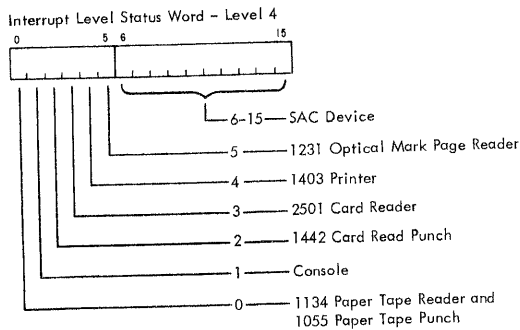 Interrupt Level Status Word - Level 4
0 5 6 15
6-15 SAC Device
5 1231 Optical Mark Page Reader
4 1403 Printer
3 2501 Card Reader
2 1442 Card Read Punch
1 Console
0 1134 Paper Tape Reader and
1055 Paper Tape Punch